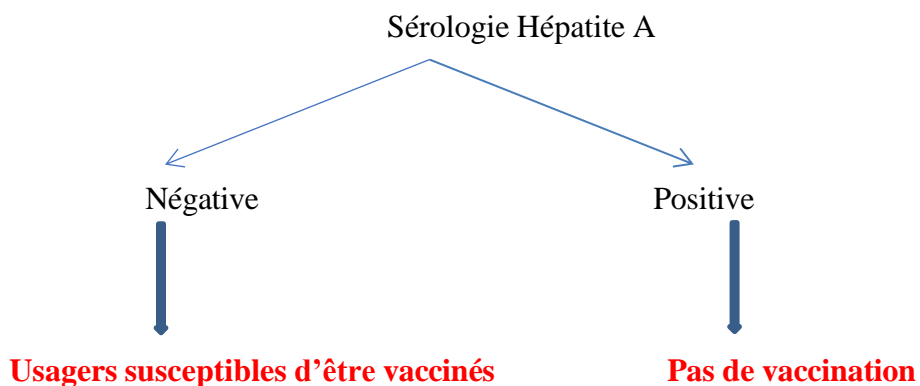 Sérologie Hépatite A
Négative
Positive
Usagers susceptibles d’être vaccinés
Pas de vaccination